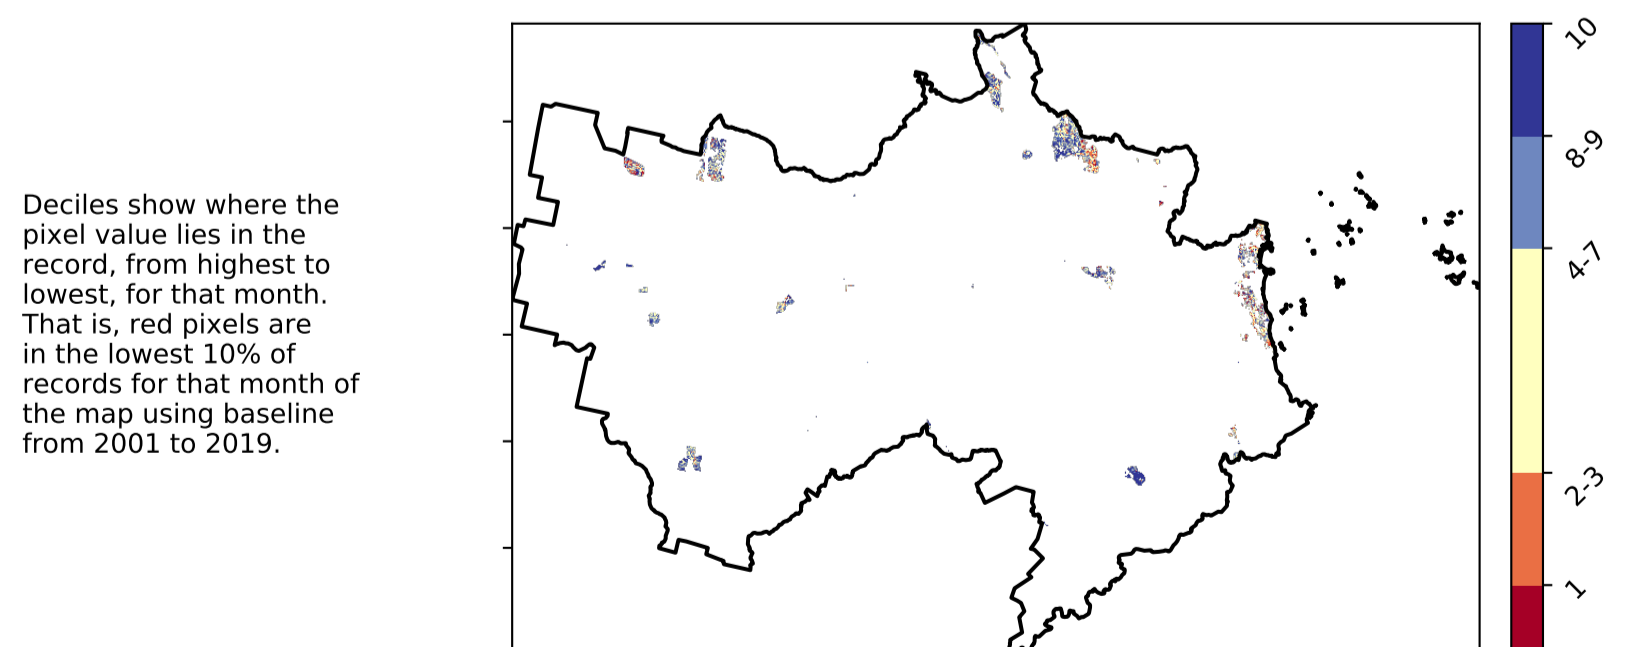 Deciles show where the
pixel value lies in the
record, from highest to
lowest, for that month.
That is, red pixels are
in the lowest 10% of
records for that month of
the map using baseline
from 2001 to 2019.
10
8-9
4-7
2-3
1